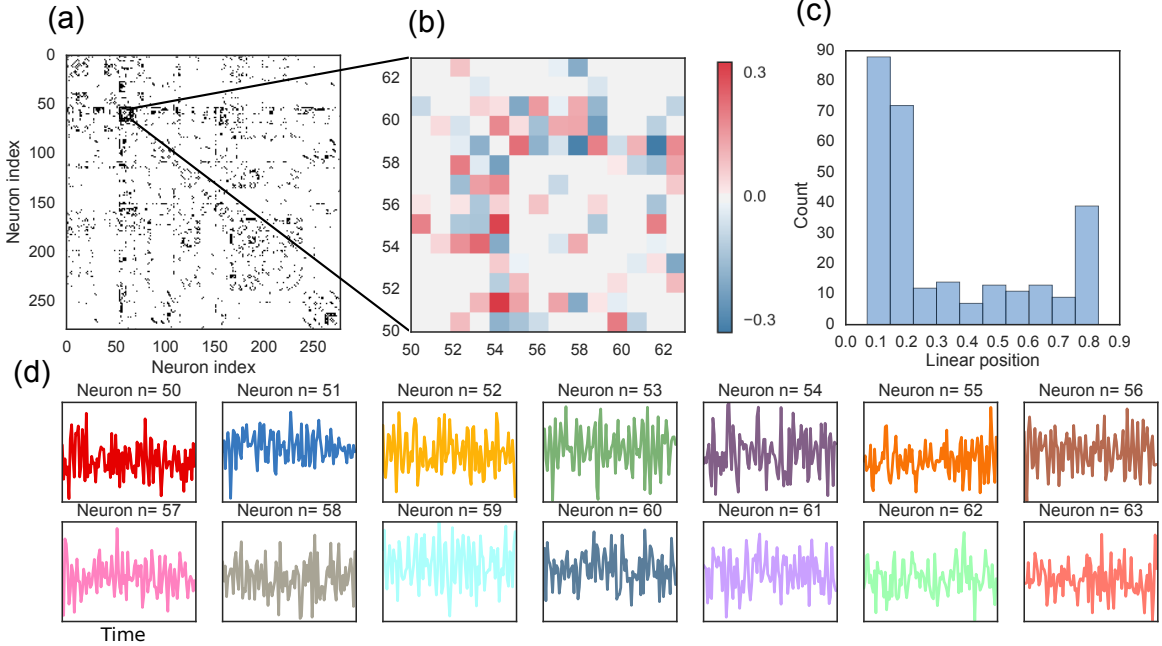 (a)
(b)
(c)
0
50
100
150
200
250
Neuron index
0 50 100 150 200 250
Neuron index
62
60
58
56
54
52
50
50 52 54 56 58 60 62
0.3
0.0
−0.3
90
80
70
60
50
40
30
20
10
0
Count
0.0 0.1 0.2 0.3 0.4 0.5 0.6 0.7 0.8 0.9
Linear position
(d)
Neuron n= 50 Neuron n= 51 Neuron n= 52 Neuron n= 53 Neuron n= 54 Neuron n= 55 Neuron n= 56
Neuron n= 57 Neuron n= 58 Neuron n= 59 Neuron n= 60 Neuron n= 61 Neuron n= 62 Neuron n= 63
Time